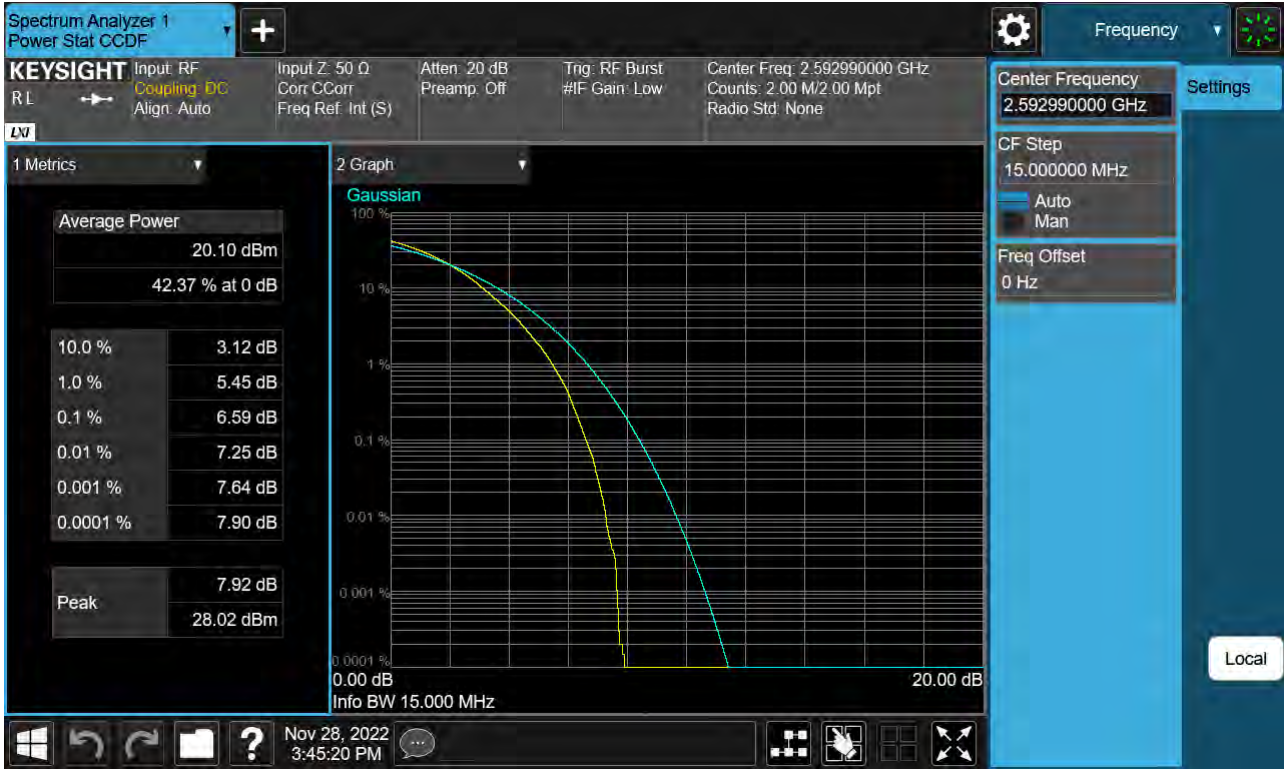 Spectrum Analyzer 1
Power Stat CCDF
Frequency
KEYSIGHT
R L
LXI
Input: RF
Coupling: DC
Align: Auto
Input Z: 50 Ω
Corr CCorr
Freq Ref: Int (S)
Atten: 20 dB
Preamp: Off
Trig: RF Burst
#IF Gain: Low
Center Freq: 2.592990000 GHz
Counts: 2.00 M/2.00 Mpt
Radio Std: None
Center Frequency
2.592990000 GHz
Settings
CF Step
15.000000 MHz
Auto
Man
Freq Offset
0 Hz
1 Metrics
Average Power
20.10 dBm
42.37 % at 0 dB
10.0 % 3.12 dB
1.0 % 5.45 dB
0.1 % 6.59 dB
0.01 % 7.25 dB
0.001 % 7.64 dB
0.0001 % 7.90 dB
Peak
7.92 dB
28.02 dBm
2 Graph
Gaussian
100 %
10 %
1 %
0.1 %
0.01 %
0.001 %
0.0001 %
0.00 dB 20.00 dB
Info BW 15.000 MHz
Local
?
Nov 28, 2022
3:45:20 PM